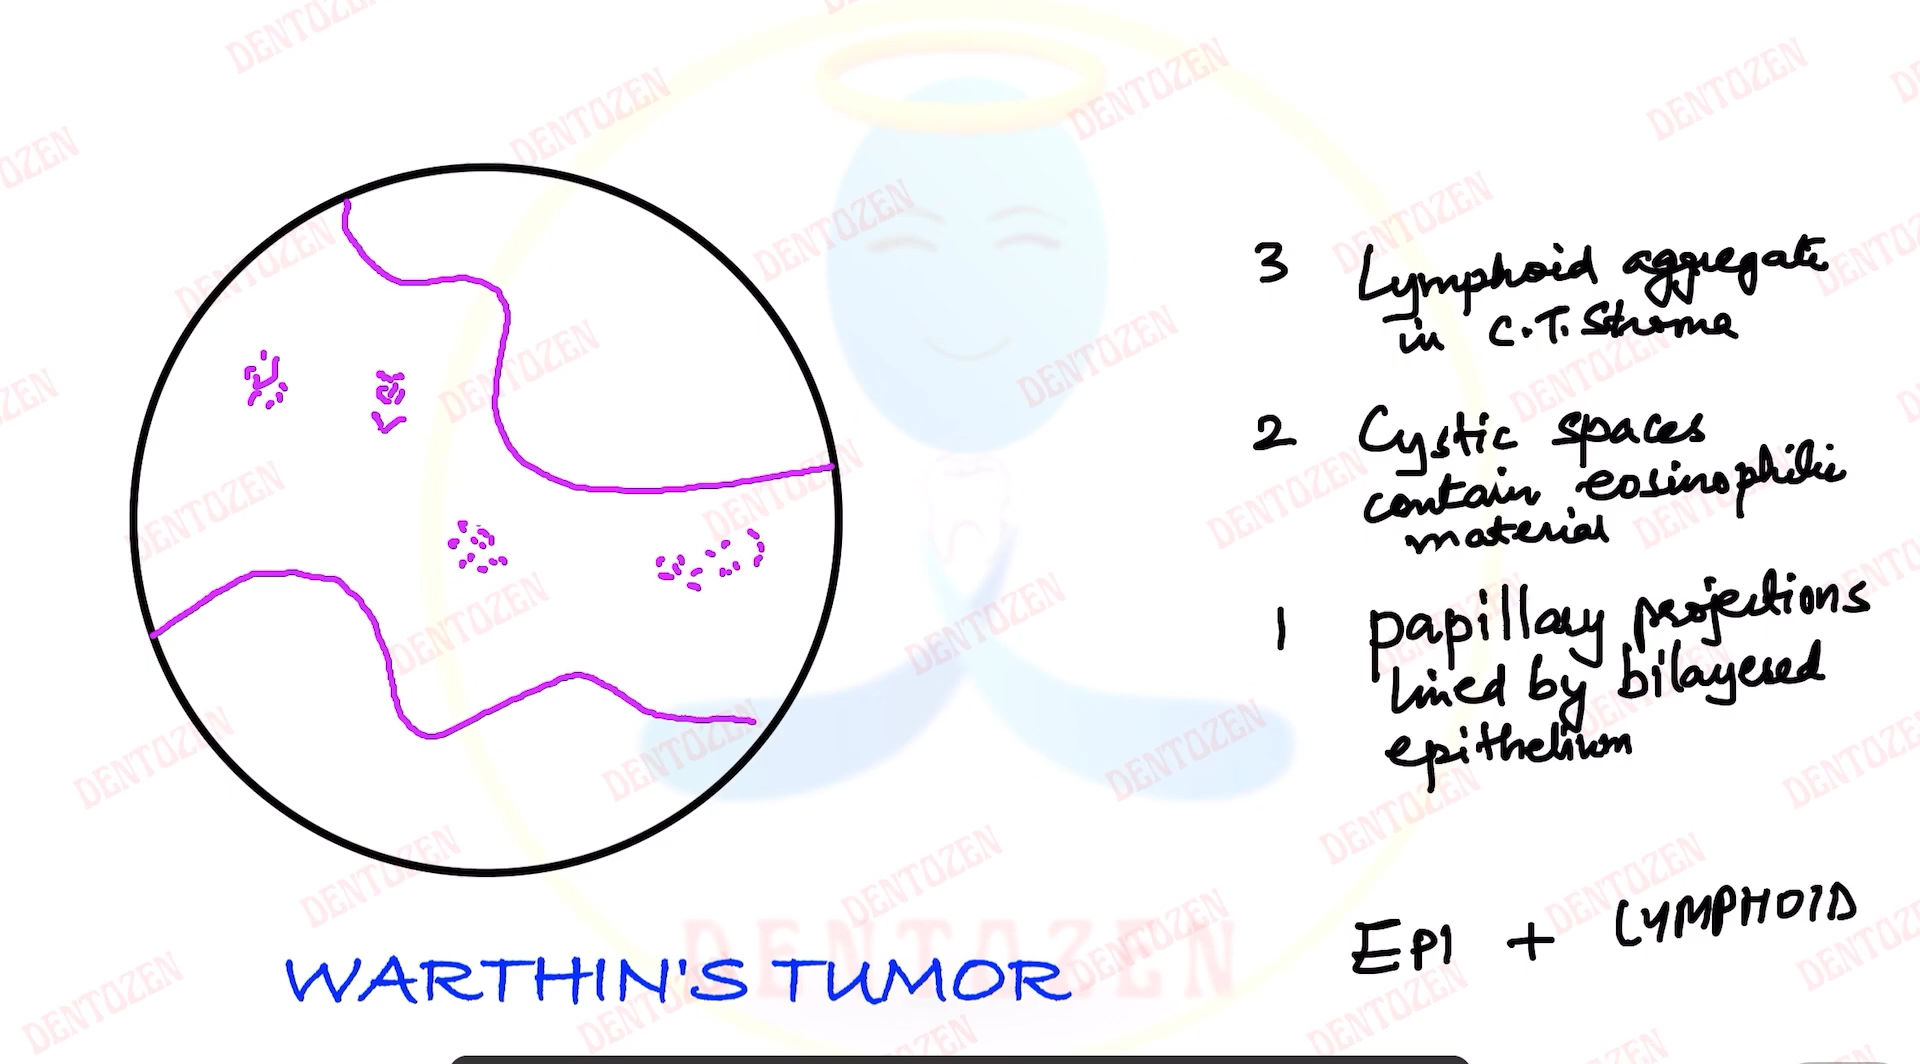 3 Lymphoid aggregate
in C.T. Stroma
2 Cystic spaces
contain eosinophilic
material
1 papillary projections
lined by bilayered
epithelium
EPI + LYMPHOID
WARTHIN'S TUMOR
DENTOZEN